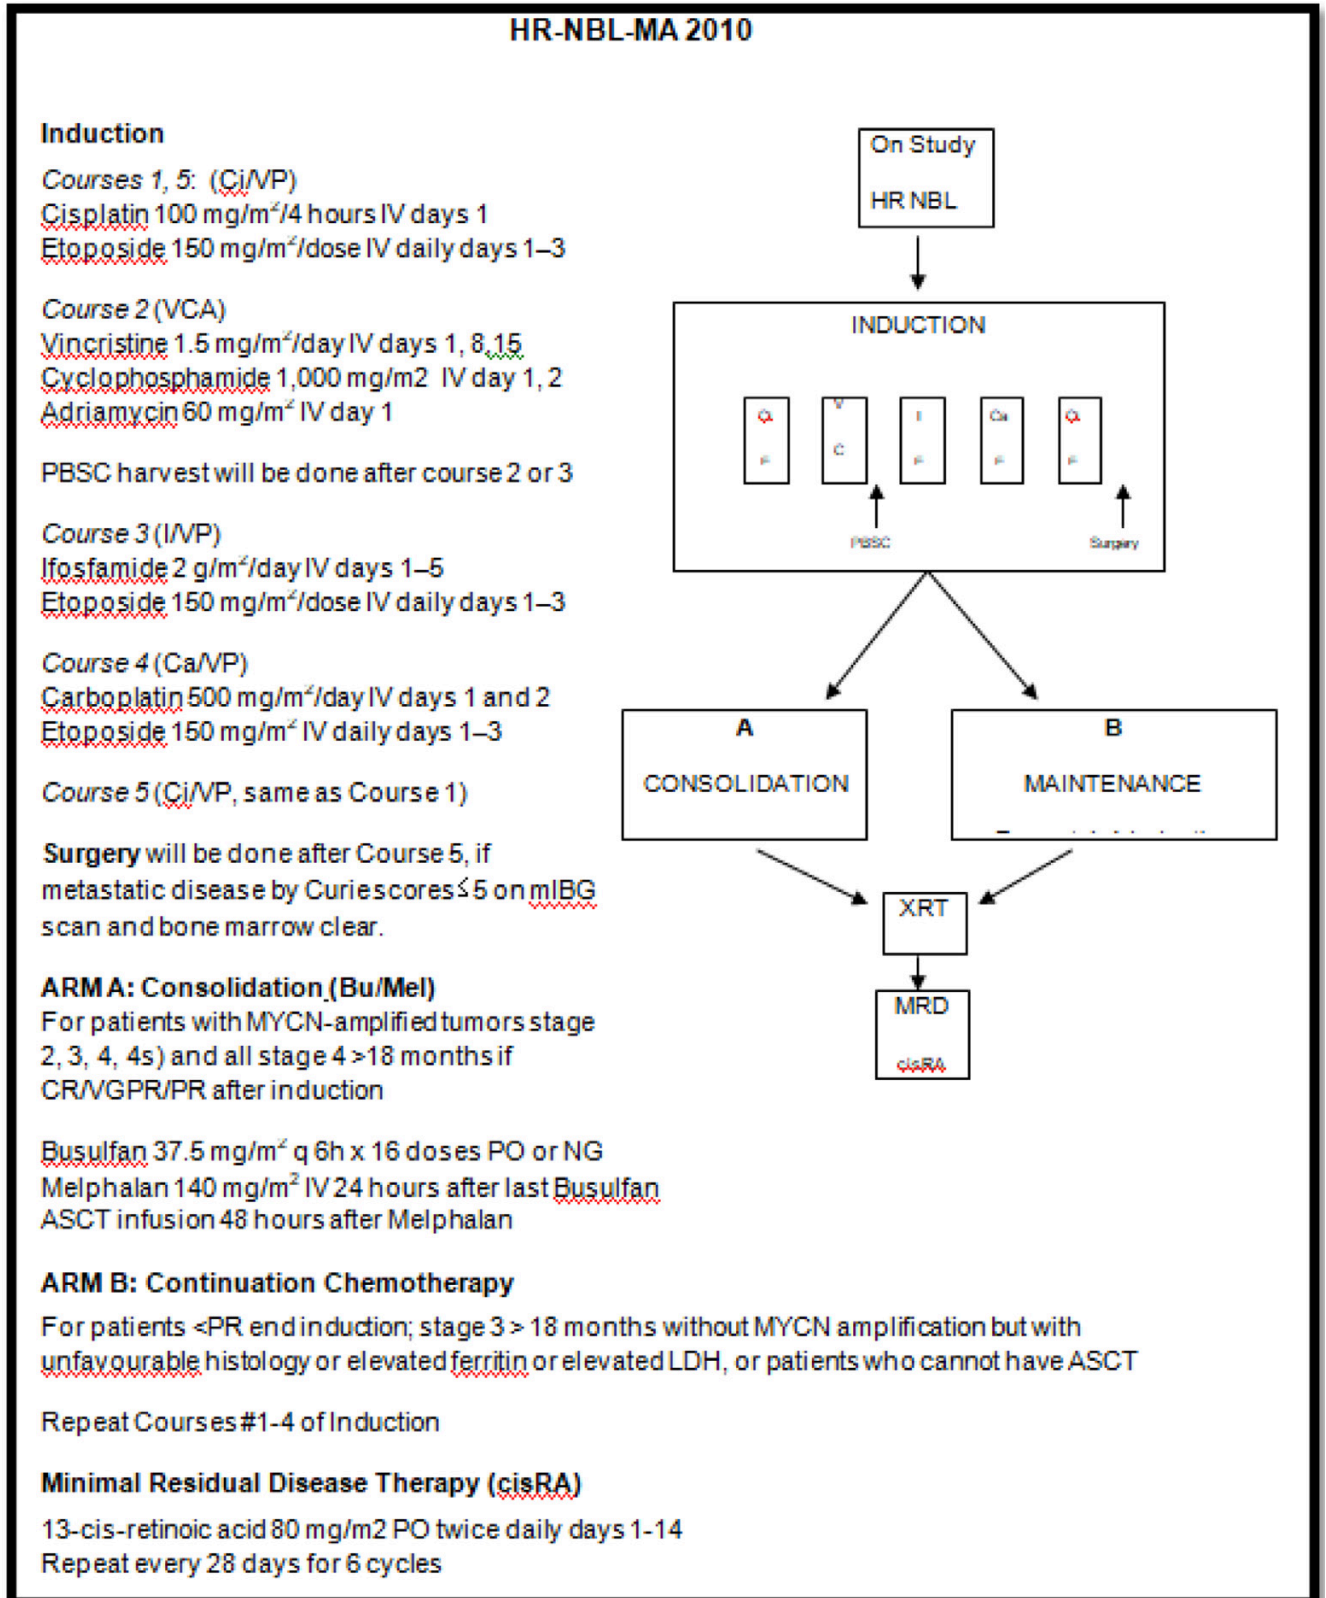 HR-NBL-MA 2010
Induction
Courses 1, 5: (Ci/VP)
Cisplatin 100 mg/m²/4 hours IV days 1
Etoposide 150 mg/m²/dose IV daily days 1–3
Course 2 (VCA)
Vincristine 1.5 mg/m²/day IV days 1, 8,15
Cyclophosphamide 1,000 mg/m2 IV day 1, 2
Adriamycin 60 mg/m² IV day 1
PBSC harvest will be done after course 2 or 3
Course 3 (I/VP)
Ifosfamide 2 g/m²/day IV days 1–5
Etoposide 150 mg/m²/dose IV daily days 1–3
Course 4 (Ca/VP)
Carboplatin 500 mg/m²/day IV days 1 and 2
Etoposide 150 mg/m² IV daily days 1–3
Course 5 (Ci/VP, same as Course 1)
Surgery will be done after Course 5, if
metastatic disease by Curie scores ≤ 5 on mIBG
scan and bone marrow clear.
On Study
HR NBL
INDUCTION
V
C
I
Ca
PBSC
Surgery
A
CONSOLIDATION
B
MAINTENANCE
XRT
MRD
cisRA
ARM A: Consolidation (Bu/Mel)
For patients with MYCN-amplified tumors stage
2, 3, 4, 4s) and all stage 4 >18 months if
CR/VGPR/PR after induction
Busulfan 37.5 mg/m² q 6h x 16 doses PO or NG
Melphalan 140 mg/m² IV 24 hours after last Busulfan
ASCT infusion 48 hours after Melphalan
ARM B: Continuation Chemotherapy
For patients <PR end induction; stage 3 > 18 months without MYCN amplification but with
unfavourable histology or elevated ferritin or elevated LDH, or patients who cannot have ASCT
Repeat Courses #1-4 of Induction
Minimal Residual Disease Therapy (cisRA)
13-cis-retinoic acid 80 mg/m2 PO twice daily days 1-14
Repeat every 28 days for 6 cycles